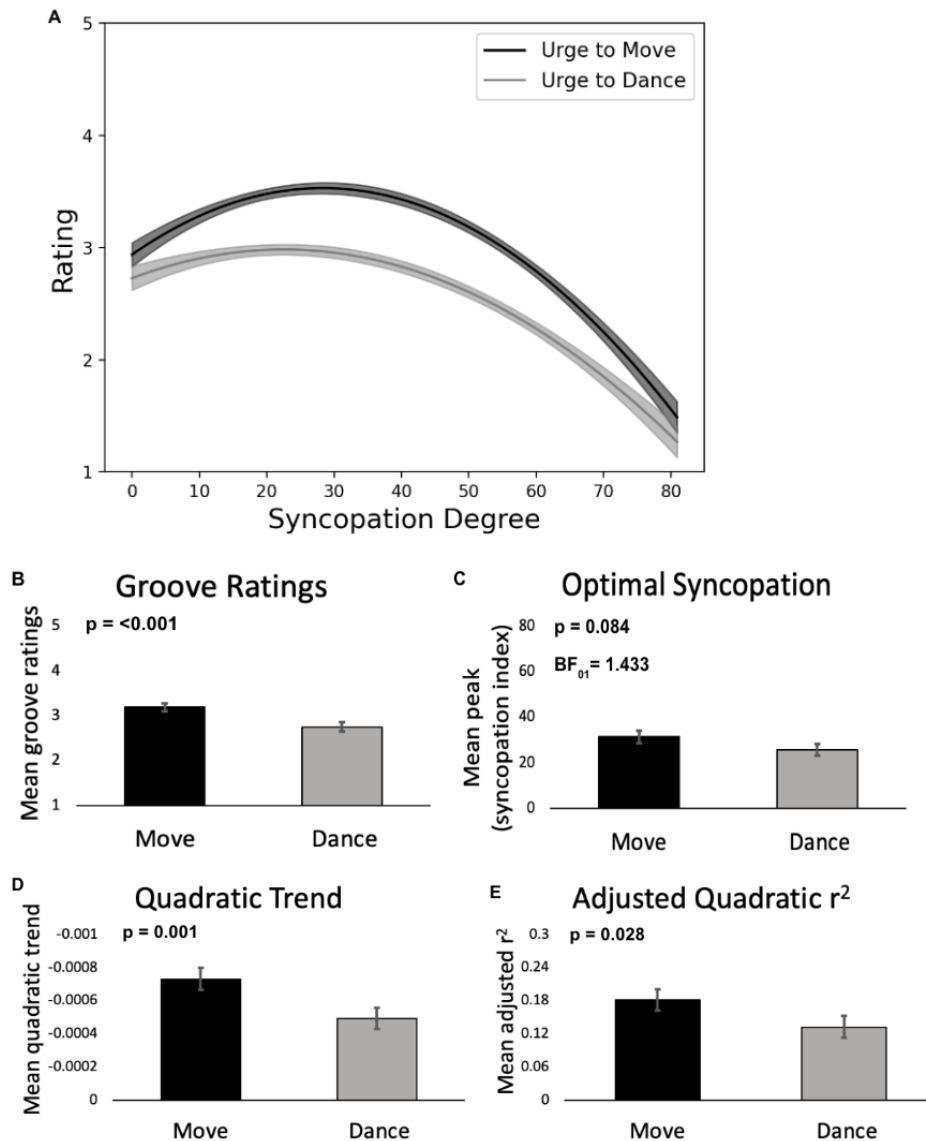 A
5
4
3
2
1
Rating
Urge to Move
Urge to Dance
0 10 20 30 40 50 60 70 80
Syncopation Degree
B
Groove Ratings
p = <0.001
Mean groove ratings
5
4
3
2
1
Move Dance
C
Optimal Syncopation
p = 0.084
BF₀₁= 1.433
Mean peak
(syncopation index)
80
60
40
20
0
Move Dance
D
Quadratic Trend
p = 0.001
Mean quadratic trend
-0.001
-0.0008
-0.0006
-0.0004
-0.0002
0
Move Dance
E
Adjusted Quadratic r²
p = 0.028
Mean adjusted r²
0.3
0.24
0.18
0.12
0.06
0
Move Dance